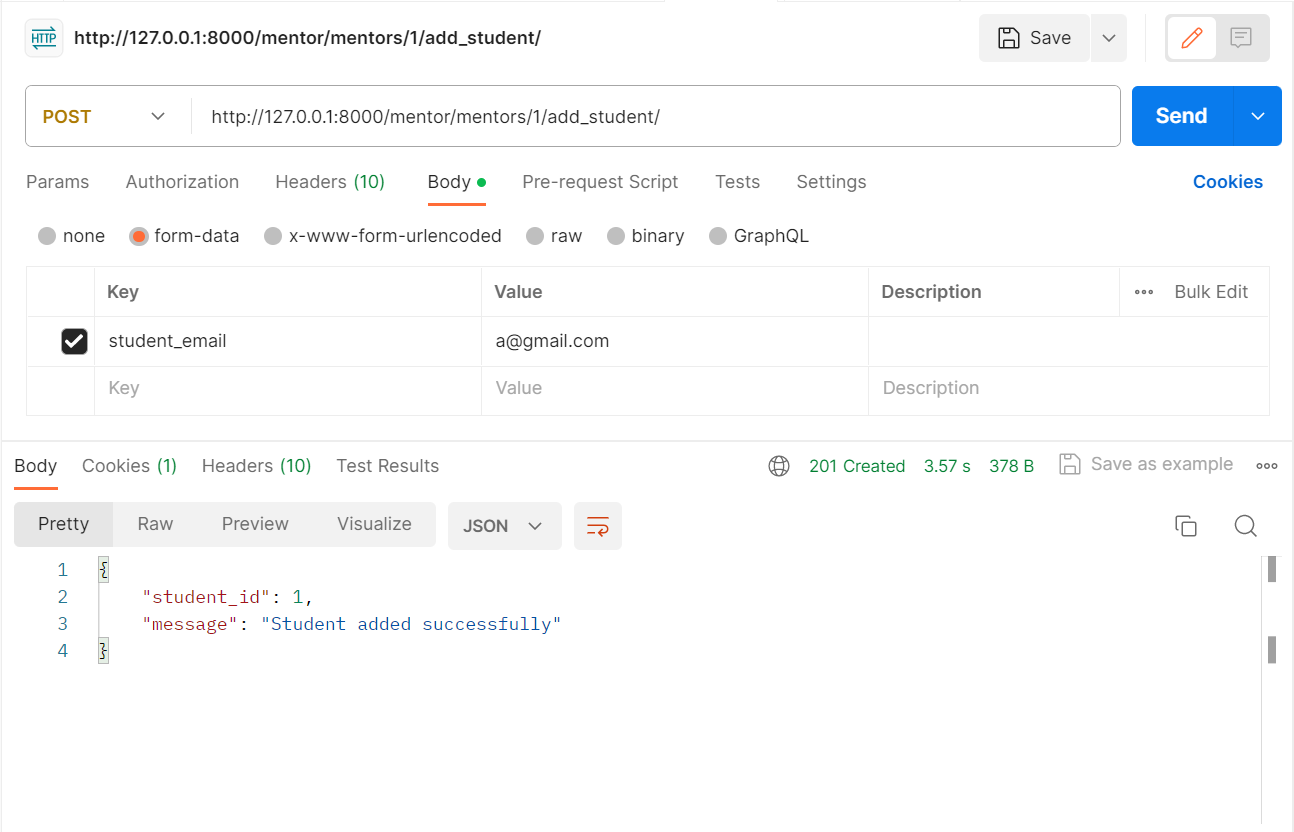 HTTP http://127.0.0.1:8000/mentor/mentors/1/add_student/ Save
POST http://127.0.0.1:8000/mentor/mentors/1/add_student/ Send
Params Authorization Headers (10) Body Pre-request Script Tests Settings Cookies
none form-data x-www-form-urlencoded raw binary GraphQL
Key Value Description Bulk Edit
student_email a@gmail.com
Key Value Description
Body Cookies (1) Headers (10) Test Results 201 Created 3.57 s 378 B Save as example
Pretty Raw Preview Visualize JSON
1 {
2 "student_id": 1,
3 "message": "Student added successfully"
4 }